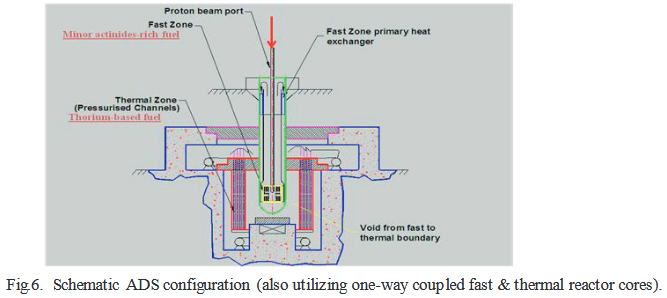 Proton beam port
Fast Zone
Minor actinides-rich fuel
Fast Zone primary heat
exchanger
Thermal Zone
(Pressurised Channels)
Thorium-based fuel
Void from fast to
thermal boundary
Fig.6. Schematic ADS configuration (also utilizing one-way coupled fast & thermal reactor cores).